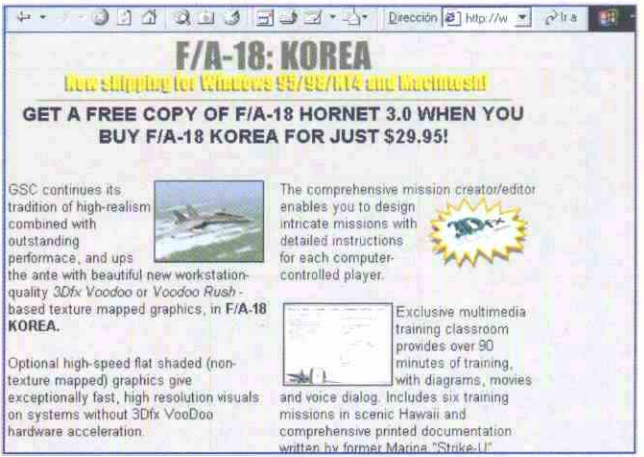 Dirección http://w Ir a
F/A-18: KOREA
Now shipping for Windows 95/98/NT4 and Macintosh!
GET A FREE COPY OF F/A-18 HORNET 3.0 WHEN YOU
BUY F/A-18 KOREA FOR JUST $29.95!
GSC continues its
tradition of high-realism
combined with
outstanding
performace, and ups
the ante with beautiful new workstation-
quality 3Dfx Voodoo or Voodoo Rush -
based texture mapped graphics, in F/A-18
KOREA.
Optional high-speed flat shaded (non-
texture mapped) graphics give
exceptionally fast, high resolution visuals
on systems without 3Dfx VooDoo
hardware acceleration.
The comprehensive mission creator/editor
enables you to design
intricate missions with
detailed instructions
for each computer-
controlled player.
3Dfx
Exclusive multimedia
training classroom
provides over 90
minutes of training,
with diagrams, movies
and voice dialog. Includes six training
missions in scenic Hawaii and
comprehensive printed documentation
written by former Marine "Strike-U"